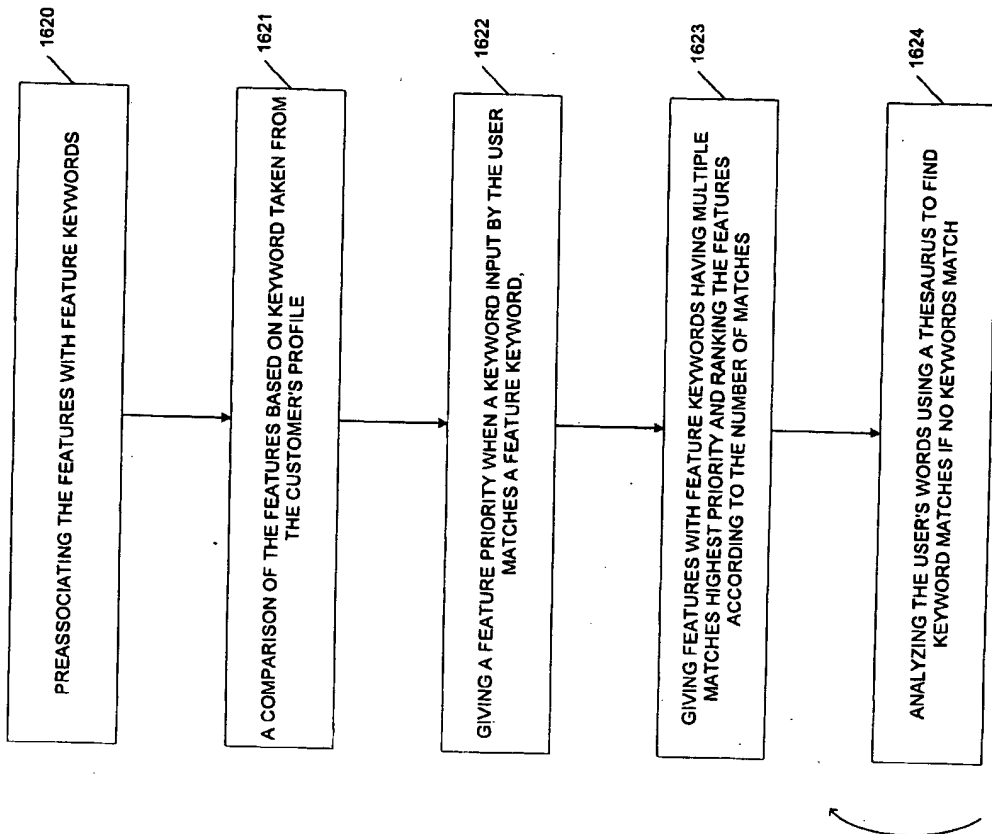 1620
PREASSOCIATING THE FEATURES WITH FEATURE KEYWORDS
1621
A COMPARISON OF THE FEATURES BASED ON KEYWORD TAKEN FROM
THE CUSTOMER'S PROFILE
1622
GIVING A FEATURE PRIORITY WHEN A KEYWORD INPUT BY THE USER
MATCHES A FEATURE KEYWORD,
1623
GIVING FEATURES WITH FEATURE KEYWORDS HAVING MULTIPLE
MATCHES HIGHEST PRIORITY AND RANKING THE FEATURES
ACCORDING TO THE NUMBER OF MATCHES
1624
ANALYZING THE USER'S WORDS USING A THESAURUS TO FIND
KEYWORD MATCHES IF NO KEYWORDS MATCH